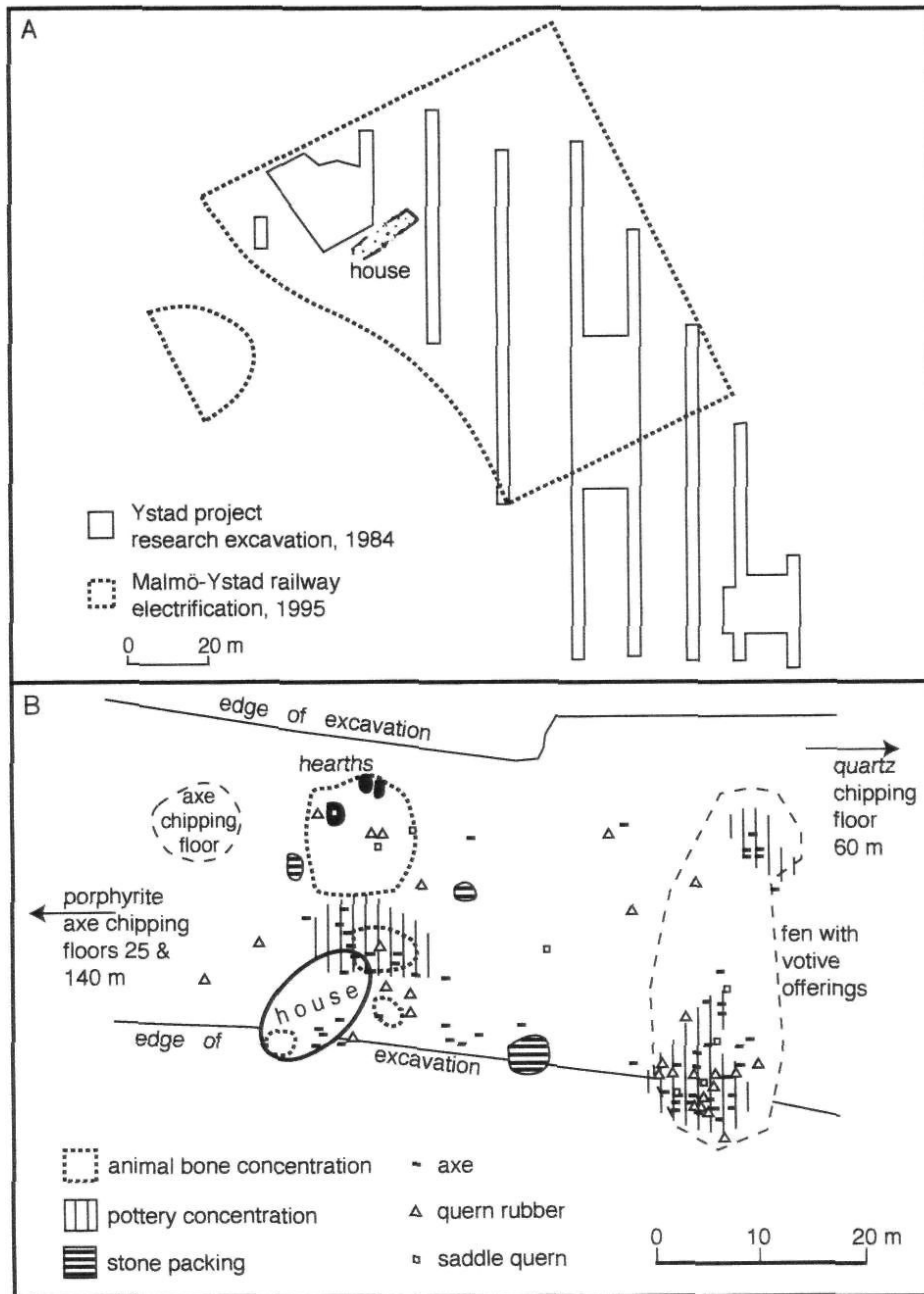 A
house
Ystad project
research excavation, 1984
Malmö-Ystad railway
electrification, 1995
0 20 m
B
edge of excavation
hearths
axe
chipping
floor
quartz
chipping
floor
60 m
porphyrite
axe chipping
floors 25 &
140 m
fen with
votive
offerings
house
edge of
excavation
animal bone concentration
pottery concentration
stone packing
axe
quern rubber
saddle quern
0 10 20 m